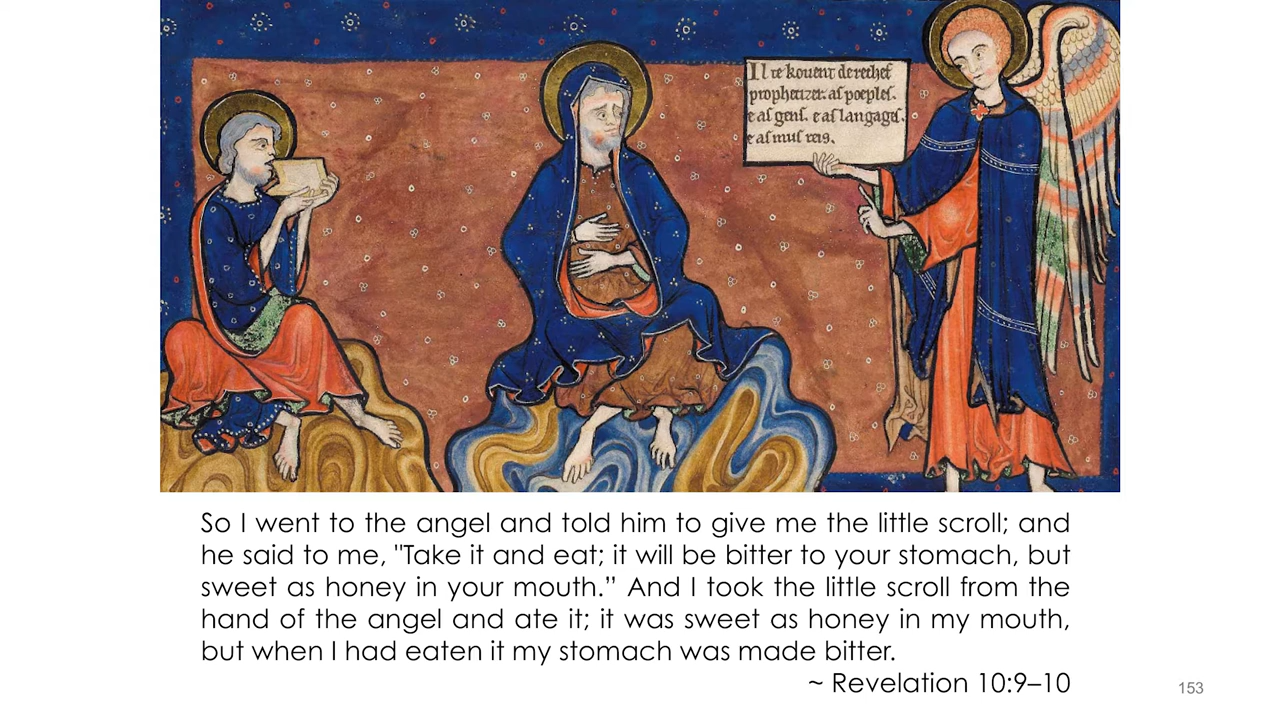 Il te kouent derechef
prophetizer. as poeples.
e as gens. e as langages.
e as mus reis.
So I went to the angel and told him to give me the little scroll; and
he said to me, "Take it and eat; it will be bitter to your stomach, but
sweet as honey in your mouth.” And I took the little scroll from the
hand of the angel and ate it; it was sweet as honey in my mouth,
but when I had eaten it my stomach was made bitter.
~ Revelation 10:9–10
153